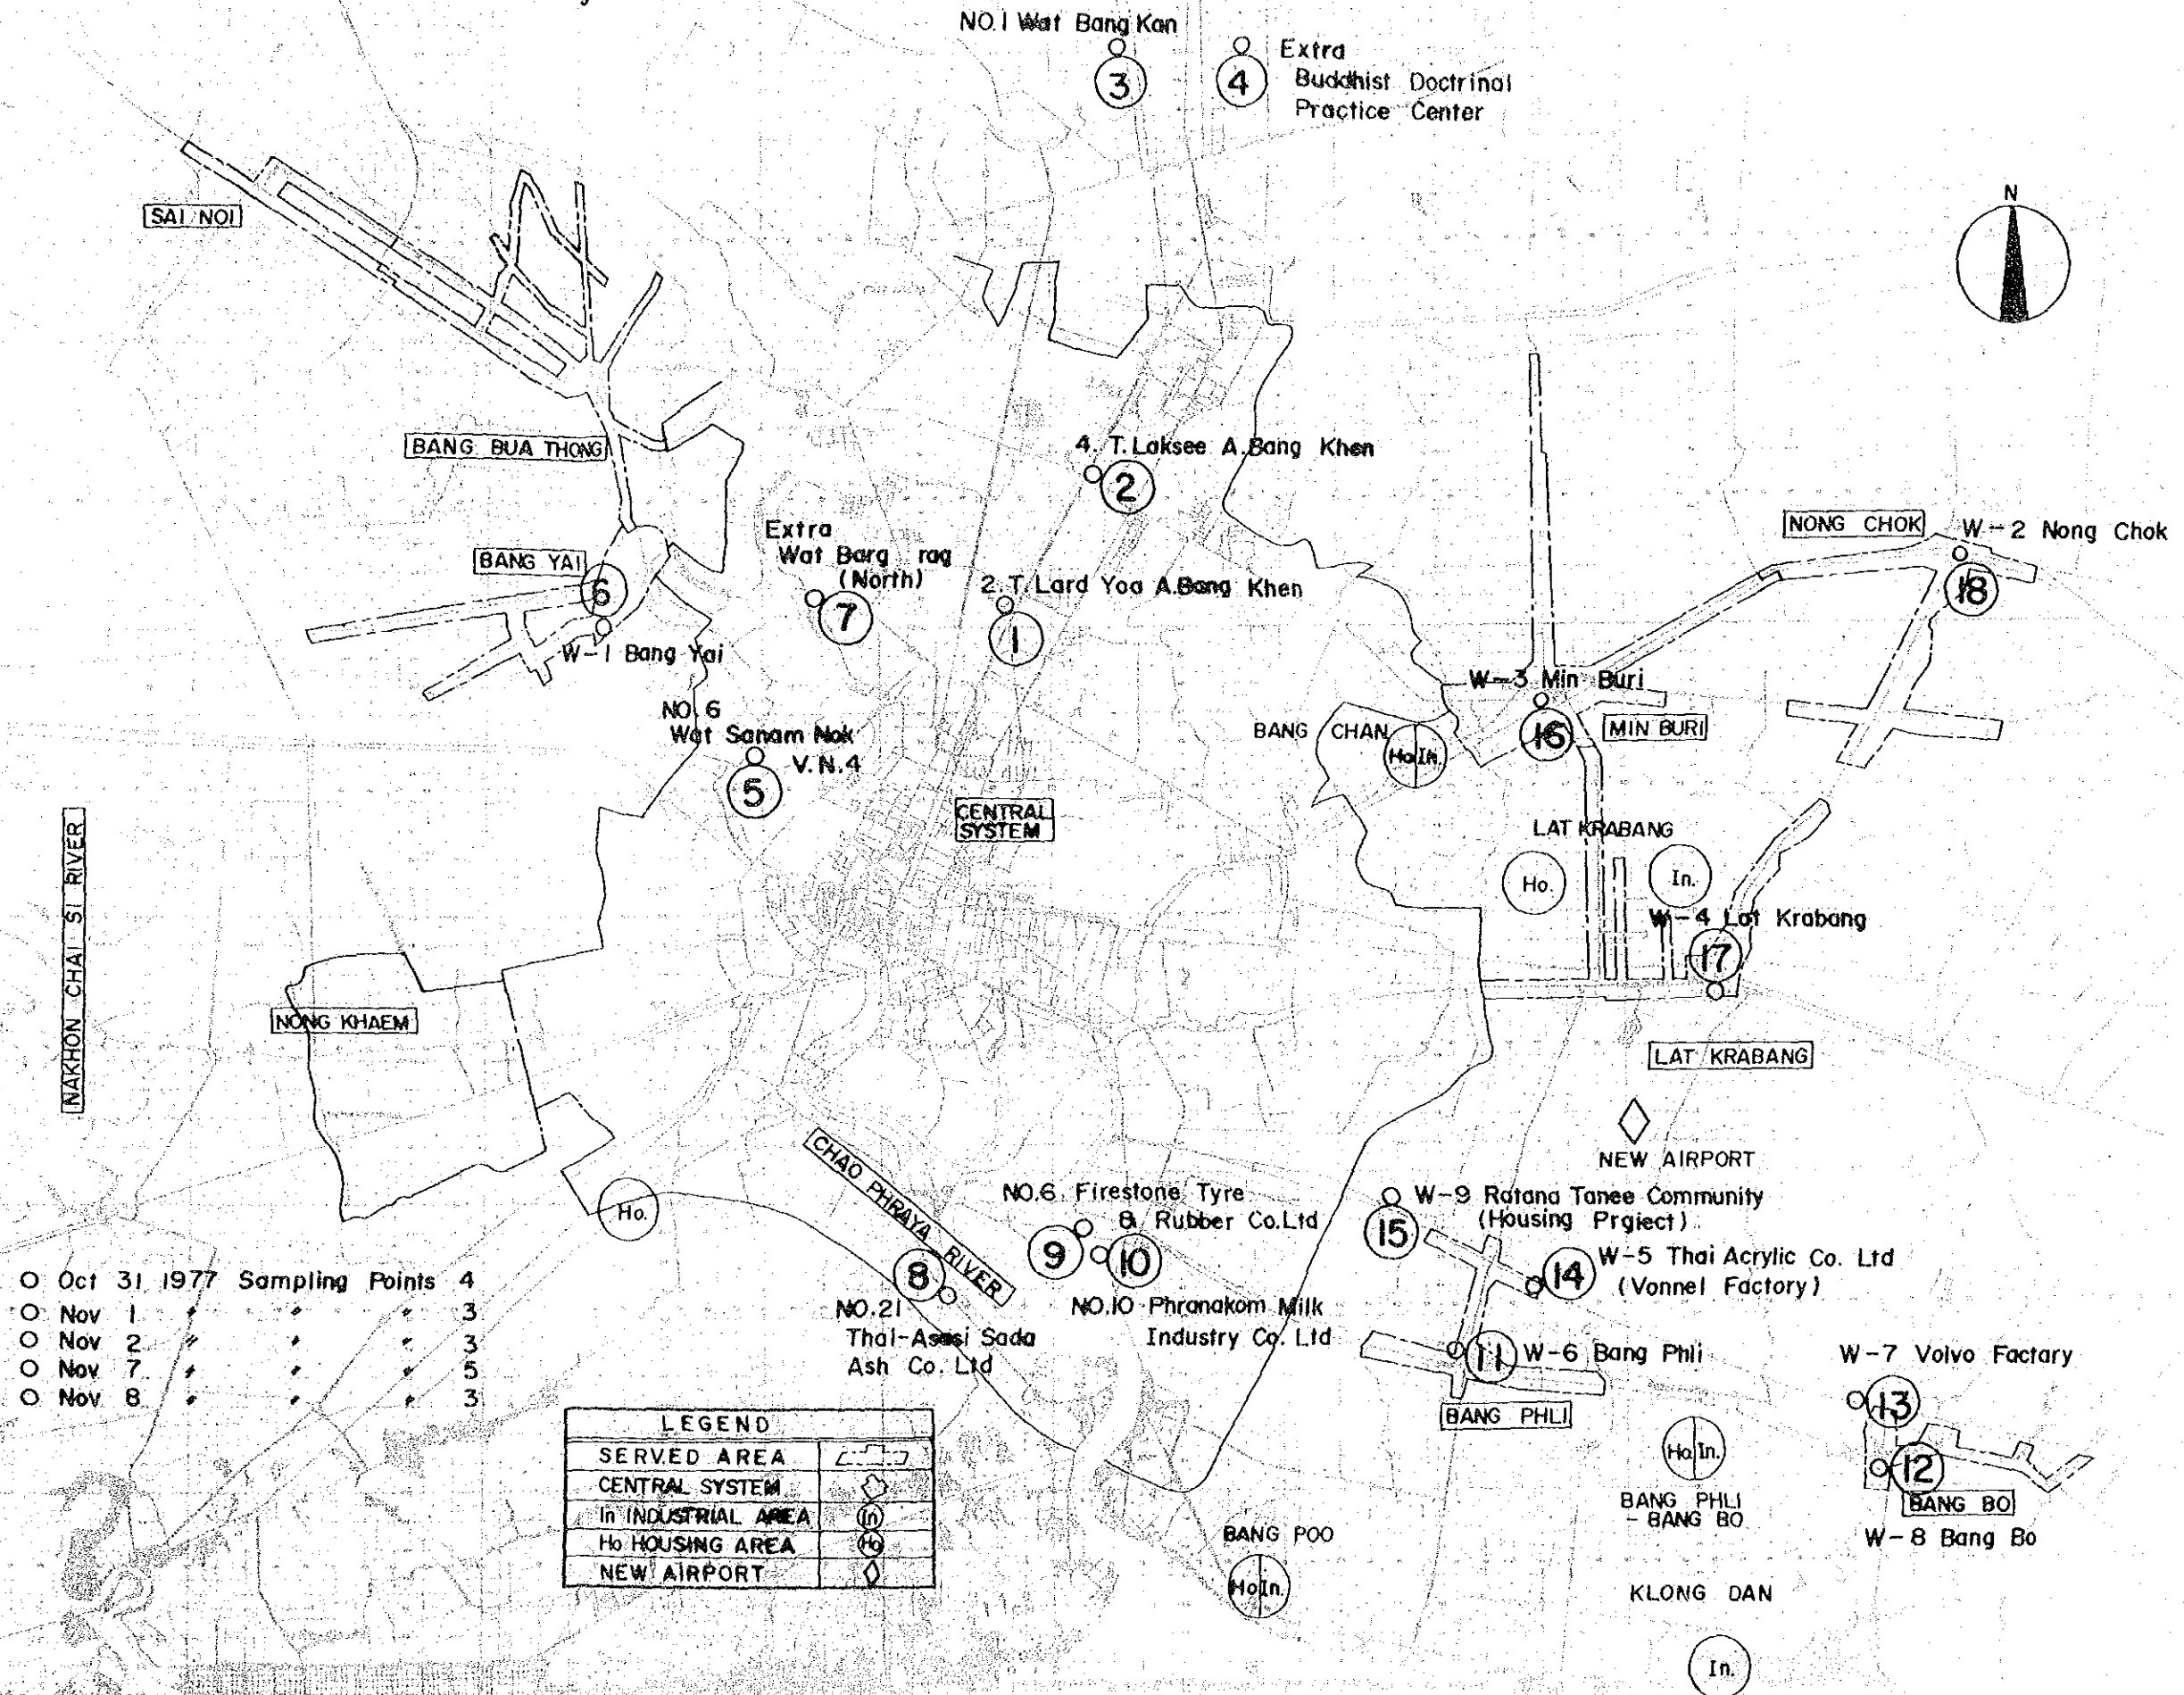 NO.1 Wat Bang Kan
3
4
Extra
Buddhist Doctrinal
Practice Center
N
SAI NOI
BANG BUA THONG
4. T.Laksee A.Bang Khen
2
NONG CHOK
W-2 Nong Chok
18
BANG YAI
6
W-1 Bang Yai
Extra
Wat Barg rag
(North)
7
2.T.Lard Yoa A.Bang Khen
1
NO.6
Wat Sanam Nok
V.N.4
5
W-3 Min Buri
16
MIN BURI
BANG CHAN
Ho In.
CENTRAL
SYSTEM
LAT KRABANG
Ho.
In.
W-4 Lat Krabang
17
NAKHON CHAI SI RIVER
NONG KHAEM
LAT KRABANG
NEW AIRPORT
Ho.
CHAO PHRAYA RIVER
NO.6 Firestone Tyre
& Rubber Co.Ltd
9
10
NO.10 Phranakom Milk
Industry Co. Ltd
8
NO.21
Thai-Asasi Sada
Ash Co. Ltd
W-9 Ratana Tanee Community
(Housing Prgiect)
15
W-5 Thai Acrylic Co. Ltd
(Vonnel Factory)
14
11
W-6 Bang Phli
BANG PHLI
W-7 Volvo Factary
13
12
BANG BO
W-8 Bang Bo
Ho In.
BANG PHLI
- BANG BO
BANG POO
Ho In.
KLONG DAN
In.
O Oct 31 1977 Sampling Points 4
O Nov 1 〃 〃 〃 3
O Nov 2 〃 〃 〃 3
O Nov 7 〃 〃 〃 5
O Nov 8 〃 〃 〃 3
LEGEND
SERVED AREA
CENTRAL SYSTEM
In INDUSTRIAL AREA In
Ho HOUSING AREA Ho
NEW AIRPORT